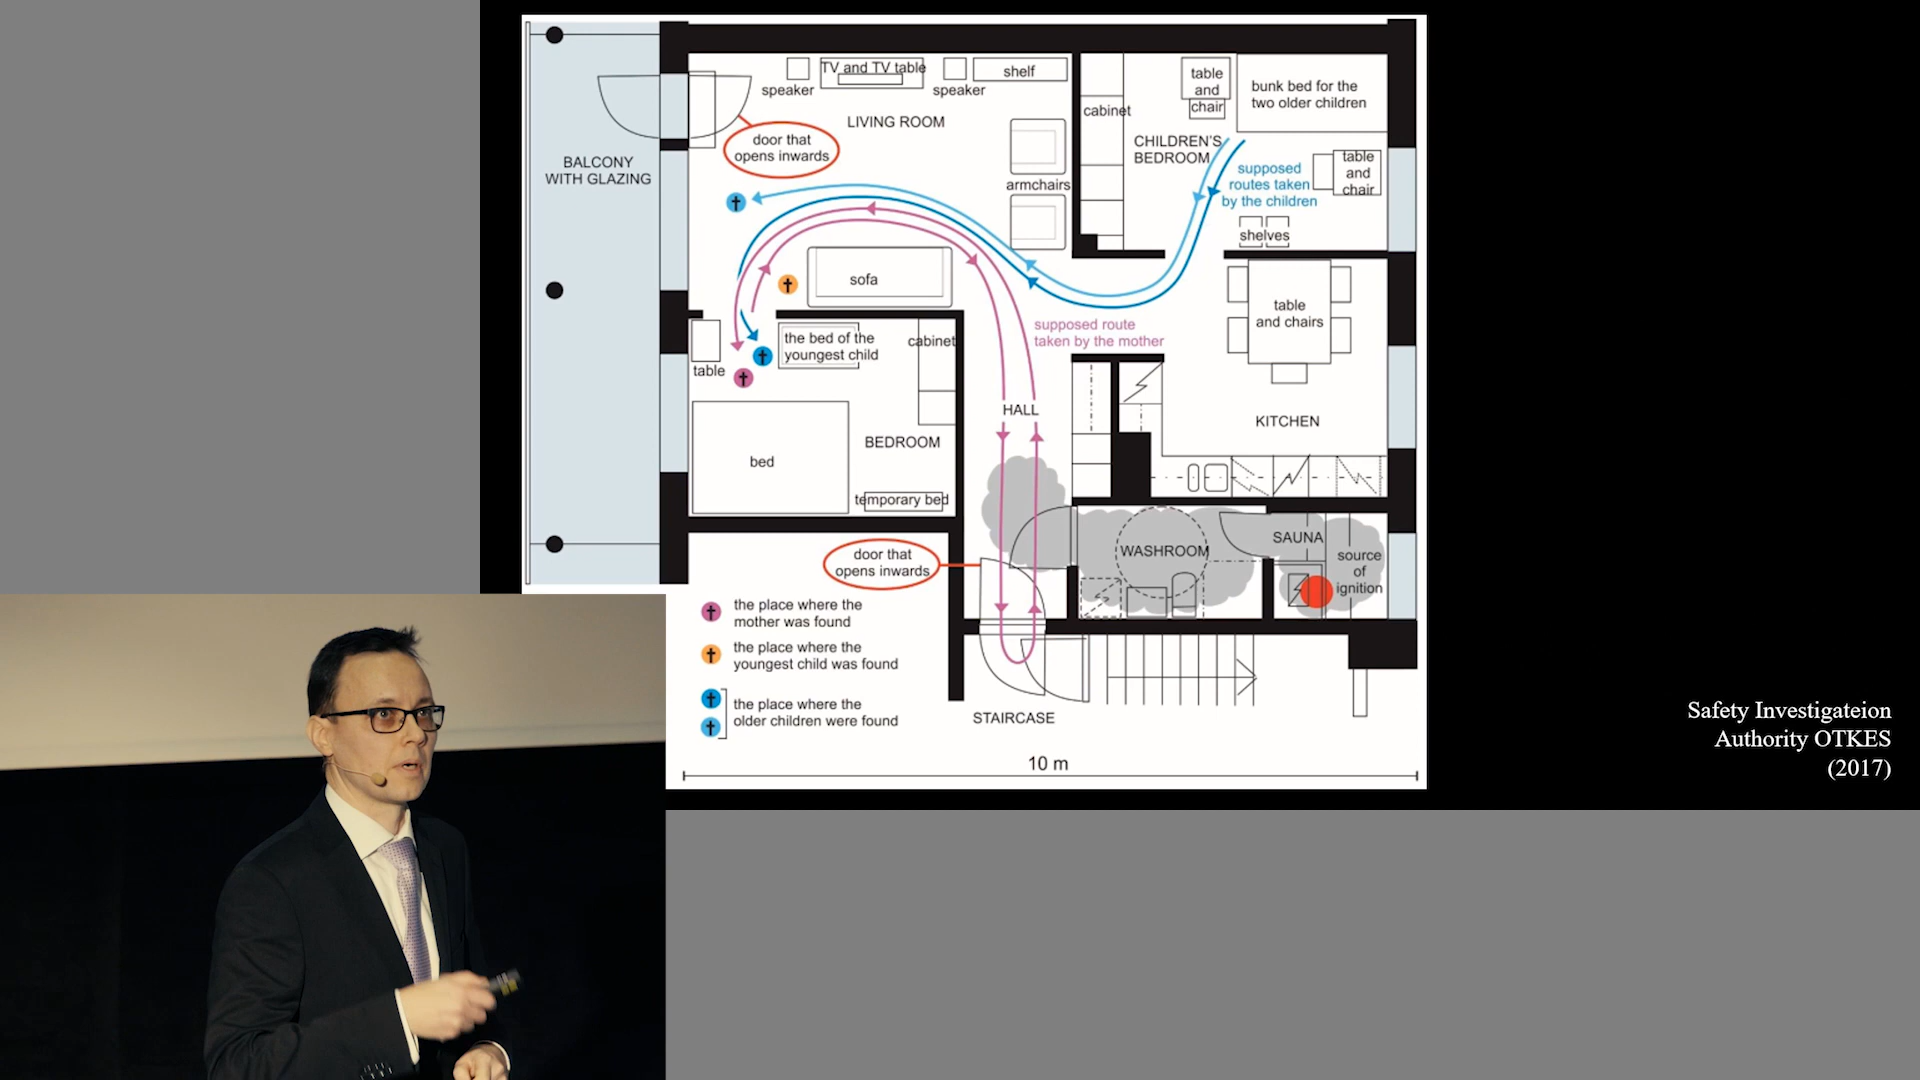 TV and TV table
speaker
speaker
shelf
LIVING ROOM
door that
opens inwards
BALCONY
WITH GLAZING
armchairs
cabinet
table
and
chair
bunk bed for the
two older children
CHILDREN'S
BEDROOM
supposed
routes taken
by the children
table
and
chair
shelves
sofa
table
and chairs
supposed route
taken by the mother
the bed of the
youngest child
cabinet
table
HALL
KITCHEN
BEDROOM
bed
temporary bed
door that
opens inwards
WASHROOM
SAUNA
source
of
ignition
the place where the
mother was found
the place where the
youngest child was found
the place where the
older children were found
STAIRCASE
10 m
Safety Investigateion
Authority OTKES
(2017)